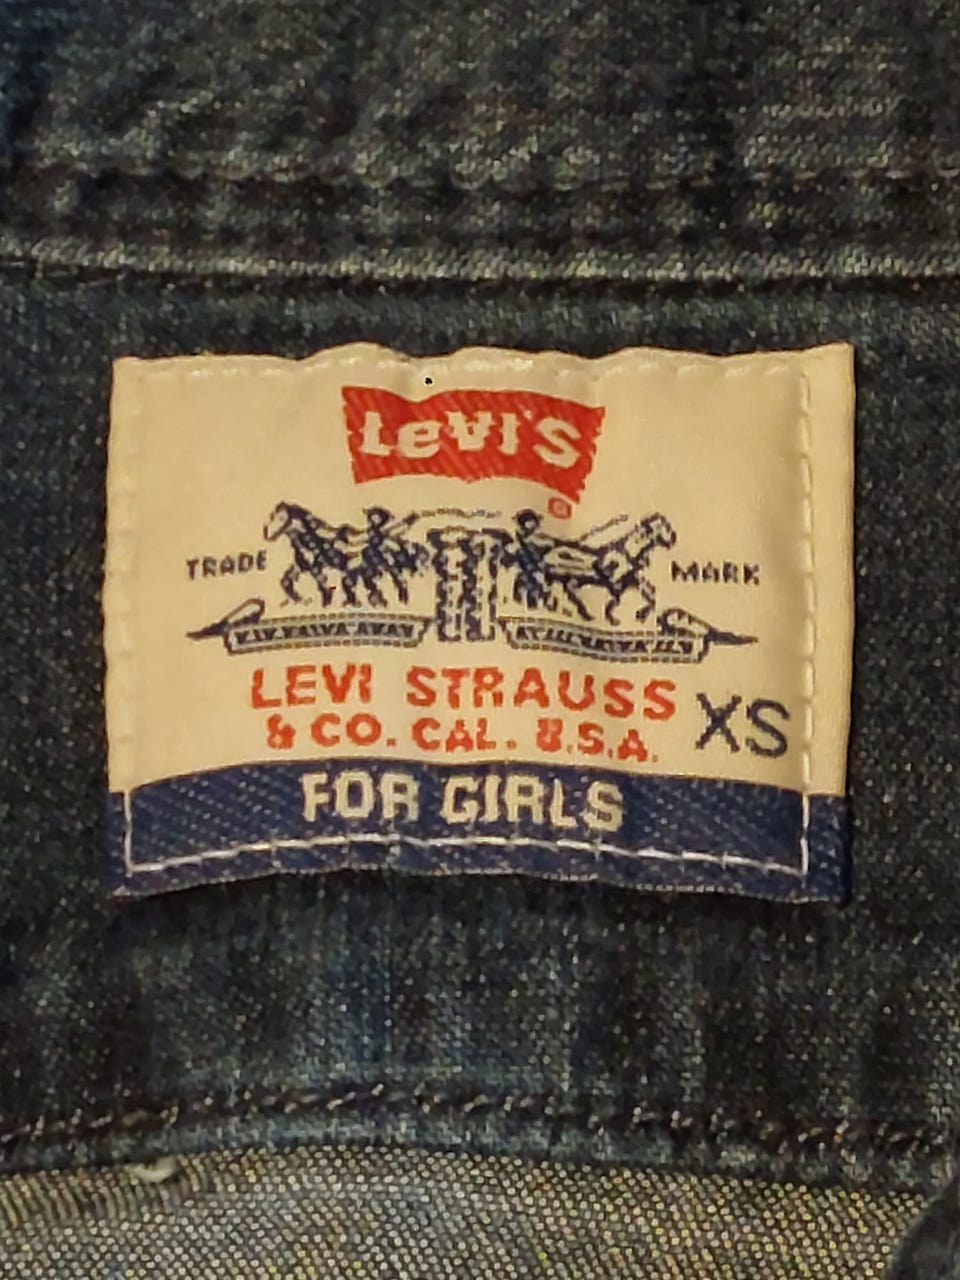 LEVI'S
TRADE MARK
LEVI STRAUSS
& CO. CAL. U.S.A.
XS
FOR GIRLS